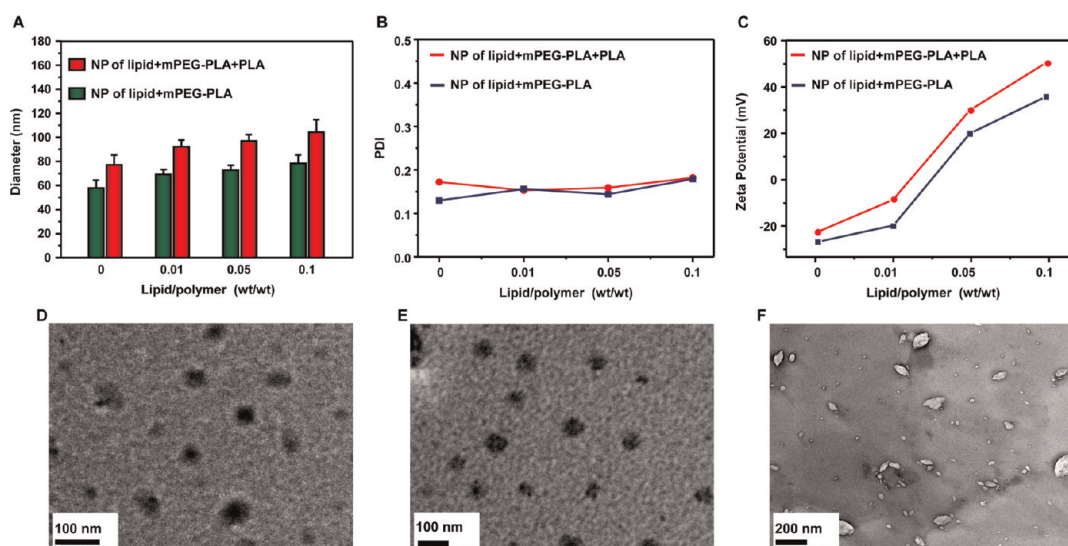 A
180
160
140
120
100
80
60
40
20
0
Diameter (nm)
NP of lipid+mPEG-PLA+PLA
NP of lipid+mPEG-PLA
0 0.01 0.05 0.1
Lipid/polymer (wt/wt)
B
0.5
0.4
0.3
0.2
0.1
0.0
PDI
NP of lipid+mPEG-PLA+PLA
NP of lipid+mPEG-PLA
0 0.01 0.05 0.1
Lipid/polymer (wt/wt)
C
60
40
20
0
-20
Zeta Potential (mV)
NP of lipid+mPEG-PLA+PLA
NP of lipid+mPEG-PLA
0 0.01 0.05 0.1
Lipid/polymer (wt/wt)
D
100 nm
E
100 nm
F
200 nm